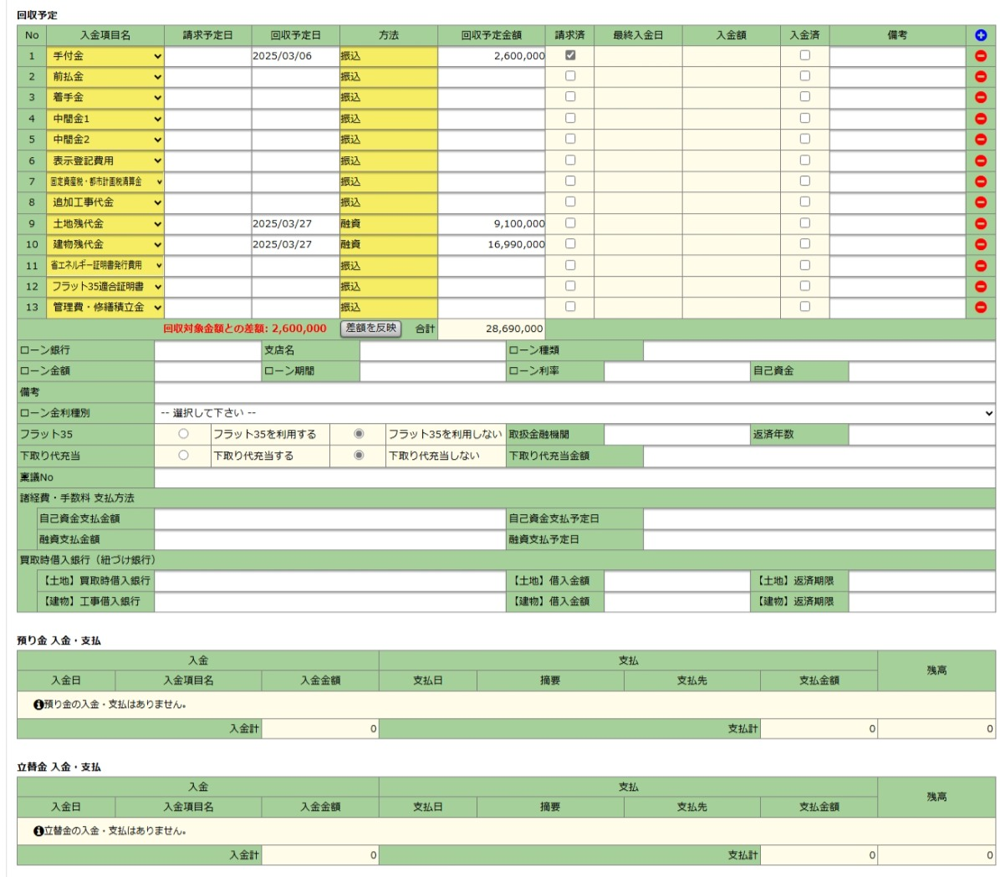 回収予定
No 入金項目名 請求予定日 回収予定日 方法 回収予定金額 請求済 最終入金日 入金額 入金済 備考
1 手付金 2025/03/06 振込 2,600,000
2 前払金 振込
3 着手金 振込
4 中間金1 振込
5 中間金2 振込
6 表示登記費用 振込
7 固定資産税・都市計画税清算金 振込
8 追加工事代金 振込
9 土地残代金 2025/03/27 融資 9,100,000
10 建物残代金 2025/03/27 融資 16,990,000
11 省エネルギー証明書発行費用 振込
12 フラット35適合証明書 振込
13 管理費・修繕積立金 振込
回収対象金額との差額: 2,600,000 差額を反映 合計 28,690,000
ローン銀行 支店名 ローン種類
ローン金額 ローン期間 ローン利率 自己資金
備考
ローン金利種別 -- 選択して下さい --
フラット35 フラット35を利用する フラット35を利用しない 取扱金融機関 返済年数
下取り代充当 下取り代充当する 下取り代充当しない 下取り代充当金額
稟議No
諸経費・手数料 支払方法
自己資金支払金額 自己資金支払予定日
融資支払金額 融資支払予定日
買取時借入銀行（紐づけ銀行）
【土地】買取時借入銀行 【土地】借入金額 【土地】返済期限
【建物】工事借入銀行 【建物】借入金額 【建物】返済期限
預り金 入金・支払
入金 支払 残高
入金日 入金項目名 入金金額 支払日 摘要 支払先 支払金額
預り金の入金・支払はありません。
入金計 0 支払計 0 0
立替金 入金・支払
入金 支払 残高
入金日 入金項目名 入金金額 支払日 摘要 支払先 支払金額
立替金の入金・支払はありません。
入金計 0 支払計 0 0